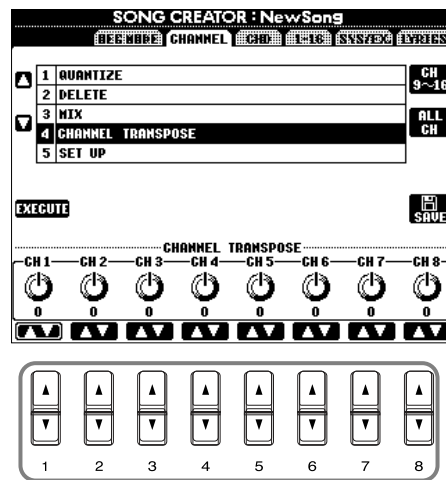 SONG CREATOR : NewSong
REC MODE CHANNEL CHD 1-16 SYS/EX. LYRICS
1 QUANTIZE
2 DELETE
3 MIX
4 CHANNEL TRANSPOSE
5 SET UP
CH 9~16
ALL CH
EXECUTE
SAVE
CHANNEL TRANSPOSE
CH 1 CH 2 CH 3 CH 4 CH 5 CH 6 CH 7 CH 8
0 0 0 0 0 0 0 0
1 2 3 4 5 6 7 8